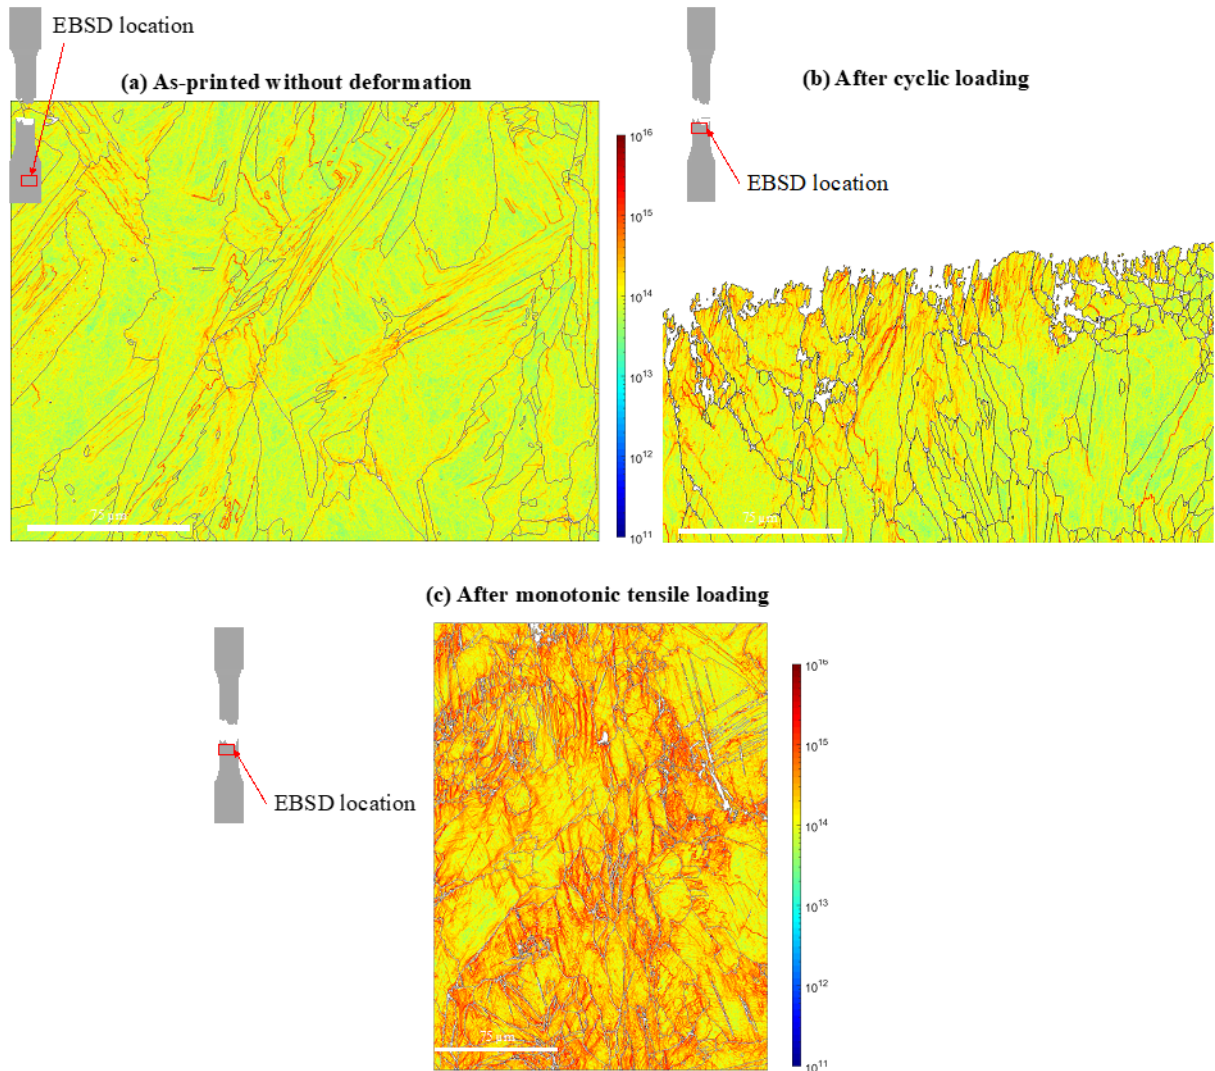 EBSD location
(a) As-printed without deformation
(b) After cyclic loading
EBSD location
10^16
10^15
10^14
10^13
10^12
10^11
75 μm
75 μm
(c) After monotonic tensile loading
EBSD location
10^16
10^15
10^14
10^13
10^12
10^11
75 μm